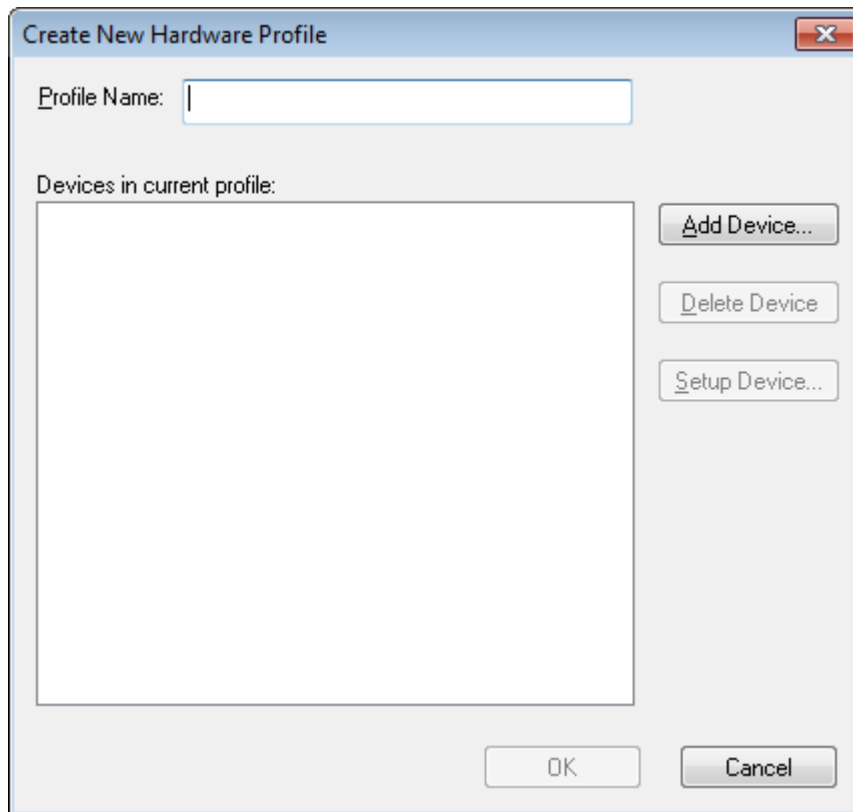 Create New Hardware Profile
Profile Name:
Devices in current profile:
Add Device...
Delete Device
Setup Device...
OK
Cancel